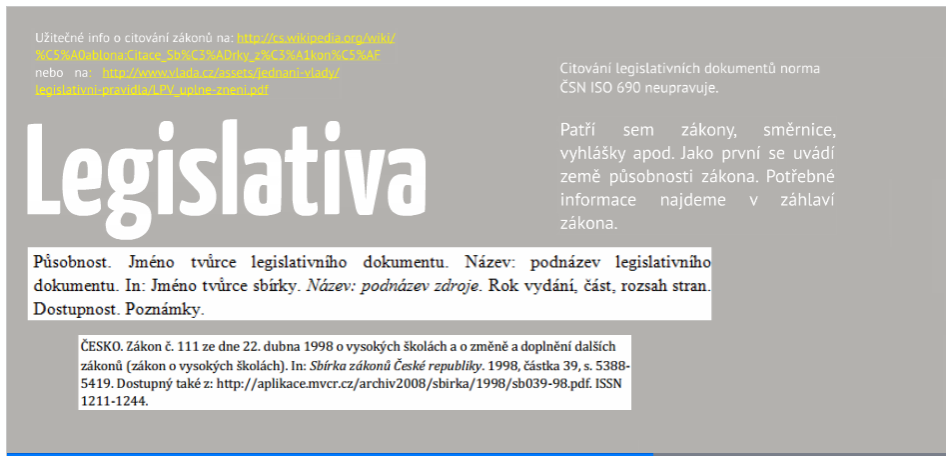 Užitečné info o citování zákonů na: http://cs.wikipedia.org/wiki/
%C5%A0ablona:Citace_Sb%C3%ADrky_z%C3%A1kon%C5%AF
nebo na: http://www.vlada.cz/assets/jednani-vlady/
legislativni-pravidla/LPV_uplne-zneni.pdf
Legislativa
Citování legislativních dokumentů norma
ČSN ISO 690 neupravuje.
Patří sem zákony, směrnice,
vyhlášky apod. Jako první se uvádí
země působnosti zákona. Potřebné
informace najdeme v záhlaví
zákona.
Působnost. Jméno tvůrce legislativního dokumentu. Název: podnázev legislativního
dokumentu. In: Jméno tvůrce sbírky. Název: podnázev zdroje. Rok vydání, část, rozsah stran.
Dostupnost. Poznámky.
ČESKO. Zákon č. 111 ze dne 22. dubna 1998 o vysokých školách a o změně a doplnění dalších
zákonů (zákon o vysokých školách). In: Sbírka zákonů České republiky. 1998, částka 39, s. 5388-
5419. Dostupný také z: http://aplikace.mvcr.cz/archiv2008/sbirka/1998/sb039-98.pdf. ISSN
1211-1244.